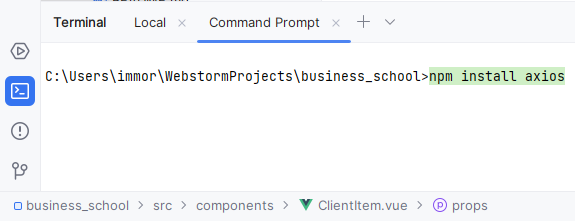 Terminal Local × Command Prompt ×
C:\Users\immor\WebstormProjects\business_school>npm install axios
business_school > src > components > ClientItem.vue > props